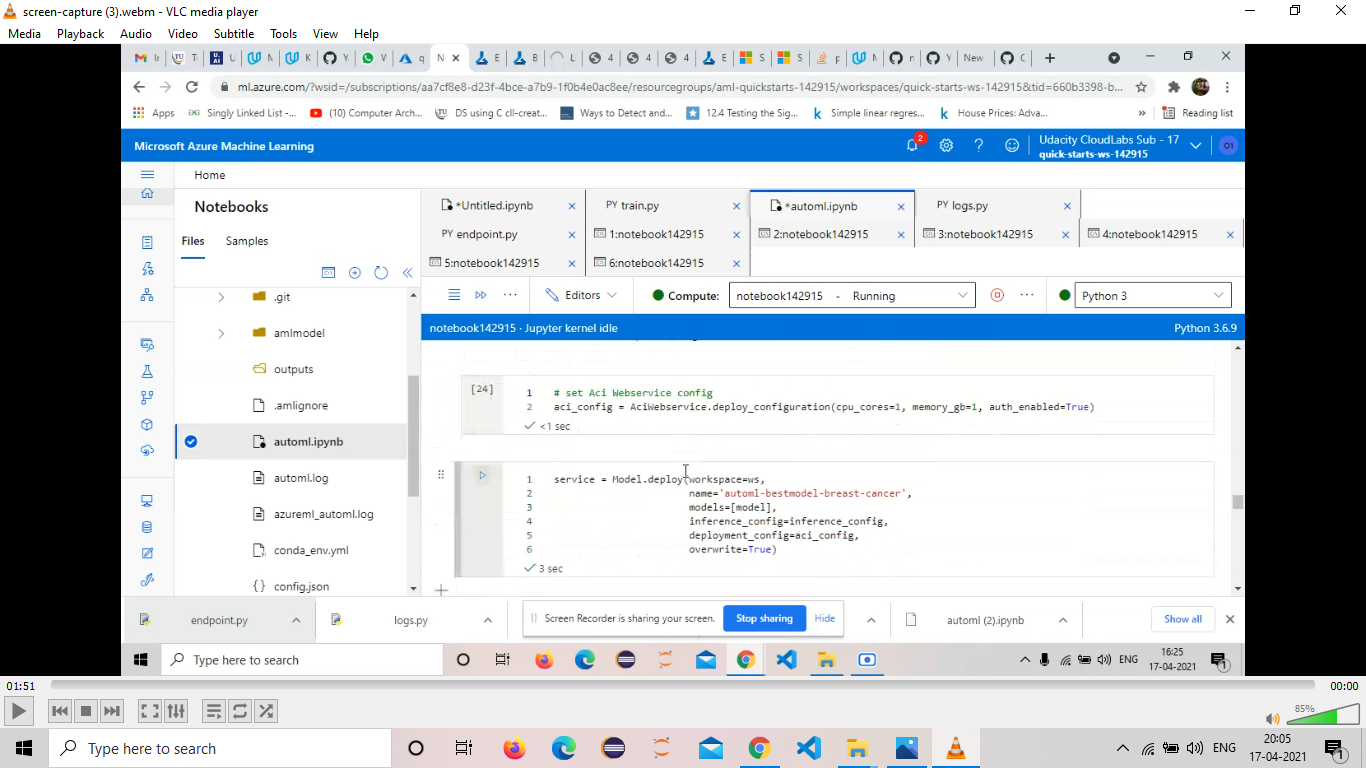 screen-capture (3).webm - VLC media player
Media Playback Audio Video Subtitle Tools View Help
ml.azure.com/?wsid=/subscriptions/aa7cf8e8-d23f-4bce-a7b9-1f0b4e0ac8ee/resourcegroups/aml-quickstarts-142915/workspaces/quick-starts-ws-142915&tid=660b3398-b...
Apps Singly Linked List -... (10) Computer Arch... DS using C cll-creat... Ways to Detect and... 12.4 Testing the Sig... Simple linear regres... House Prices: Adva... » Reading list
Microsoft Azure Machine Learning
2
Udacity CloudLabs Sub - 17
quick-starts-ws-142915
Home
Notebooks
Files Samples
.git
amlmodel
outputs
.amlignore
automl.ipynb
automl.log
azureml_automl.log
conda_env.yml
{} config.json
*Untitled.ipynb
PY train.py
*automl.ipynb
PY logs.py
PY endpoint.py
1:notebook142915
2:notebook142915
3:notebook142915
4:notebook142915
5:notebook142915
6:notebook142915
Editors
Compute: notebook142915 - Running
Python 3
notebook142915 · Jupyter kernel idle
Python 3.6.9
[24]
1 # set Aci Webservice config
2 aci_config = AciWebservice.deploy_configuration(cpu_cores=1, memory_gb=1, auth_enabled=True)
<1 sec
1 service = Model.deploy(workspace=ws,
2 name='automl-bestmodel-breast-cancer',
3 models=[model],
4 inference_config=inference_config,
5 deployment_config=aci_config,
6 overwrite=True)
3 sec
endpoint.py
logs.py
Screen Recorder is sharing your screen. Stop sharing Hide
automl (2).ipynb
Show all
Type here to search
ENG
16:25
17-04-2021
01:51
00:00
85%
Type here to search
ENG
20:05
17-04-2021